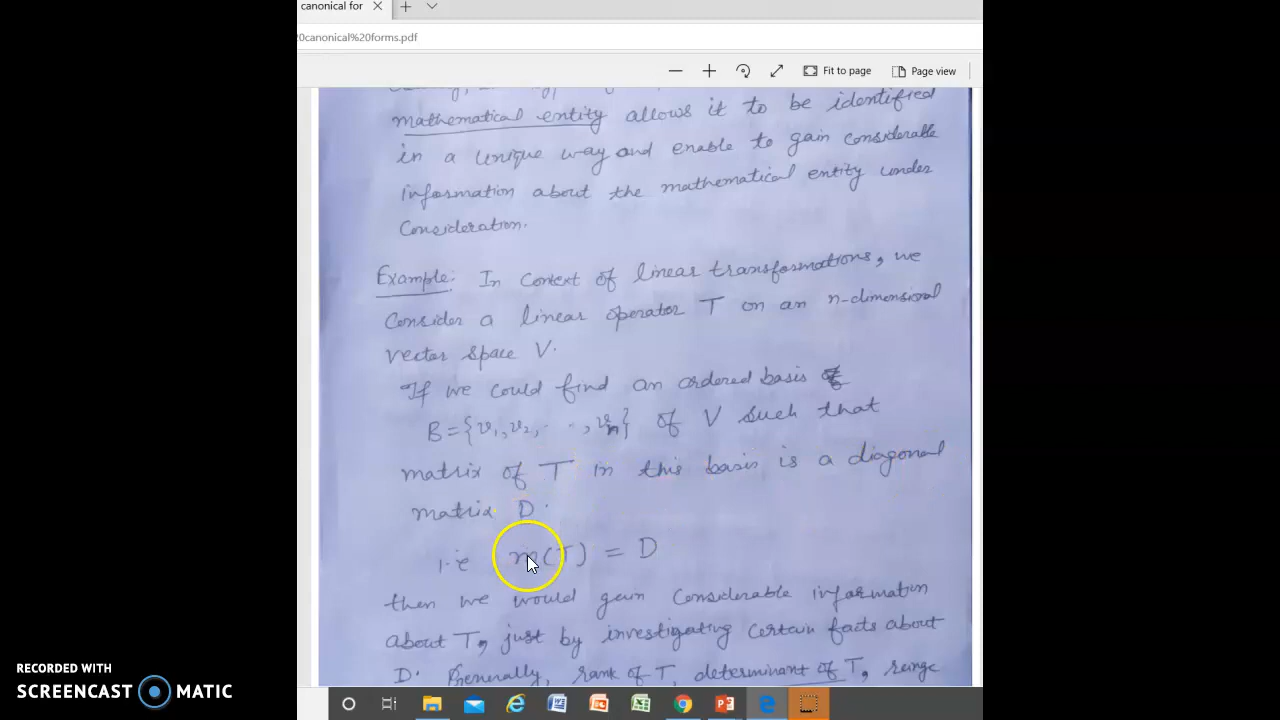 canonical for
20canonical%20forms.pdf
Fit to page
Page view
mathematical entity allows it to be identified
in a unique way and enable to gain considerable
information about the mathematical entity under
Consideration.
Example: In context of linear transformations, we
Consider a linear operator T on an n-dimensional
vector space V.
If we could find an ordered basis
B = {v1, v2, . . ., vn} of V such that
matrix of T in this basis is a diagonal
matrix D.
i.e m(T) = D
then we would gain considerable information
about T, just by investigating certain facts about
D. Generally, rank of T, determinant of T, range
RECORDED WITH
SCREENCAST MATIC